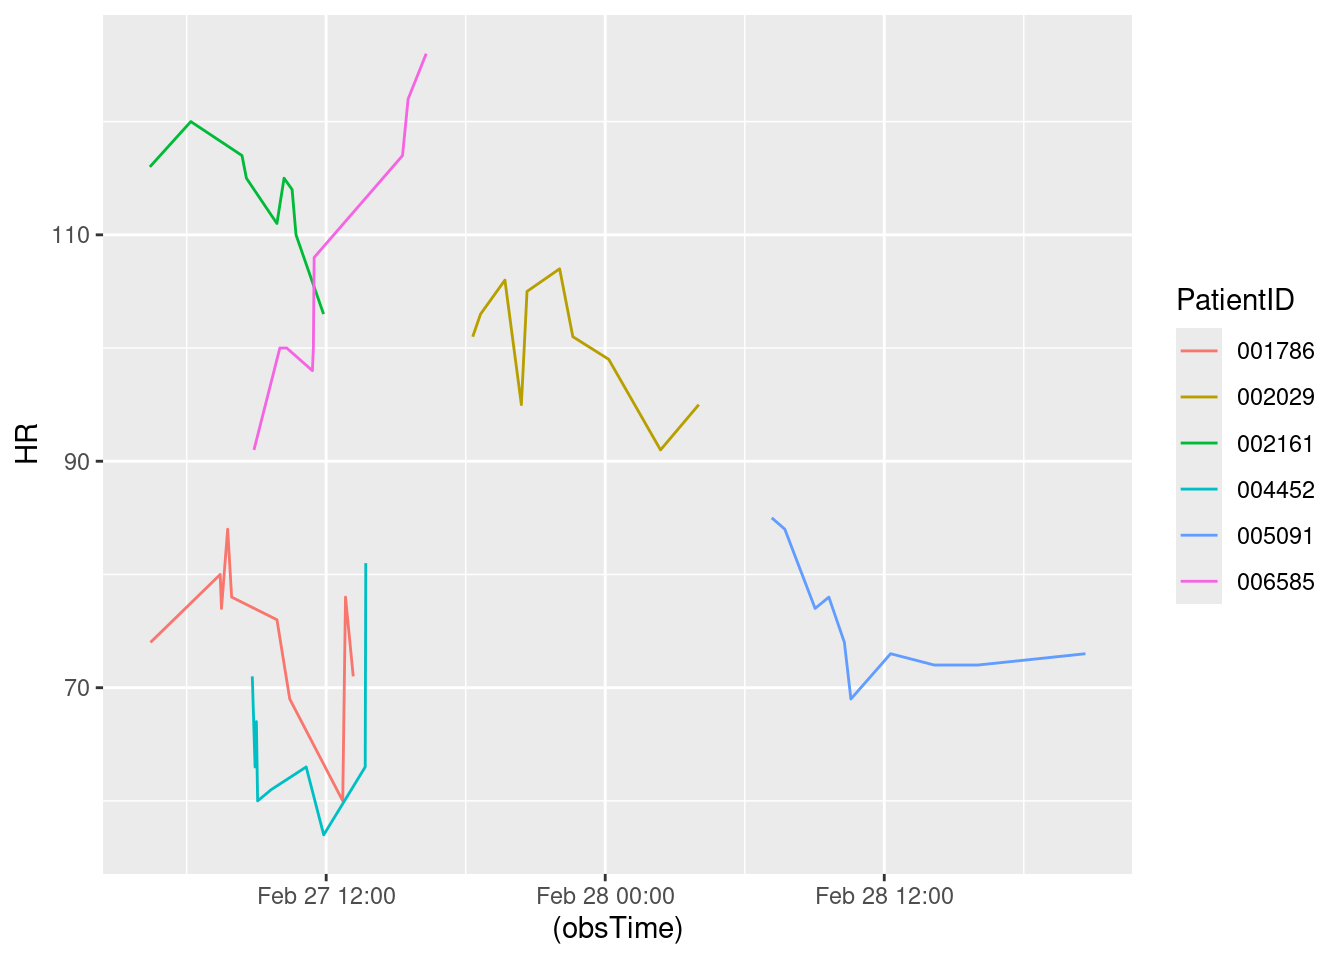 110
90
70
HR
Feb 27 12:00
Feb 28 00:00
Feb 28 12:00
(obsTime)
PatientID
001786
002029
002161
004452
005091
006585